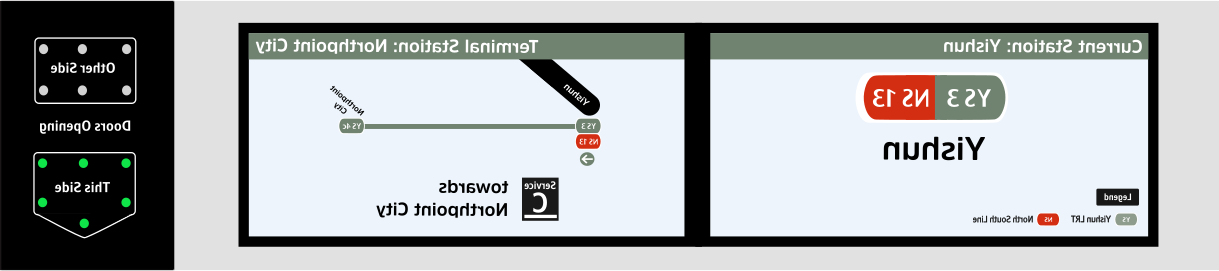 Current Station: Yishun
YS 3 NS 13
Yishun
Legend
YS Yishun LRT NS North South Line
Terminal Station: Northpoint City
Yishun
Northpoint
City
YS 3
YS 4c
NS 13
Service
C
towards
Northpoint City
Other Side
Doors Opening
This Side